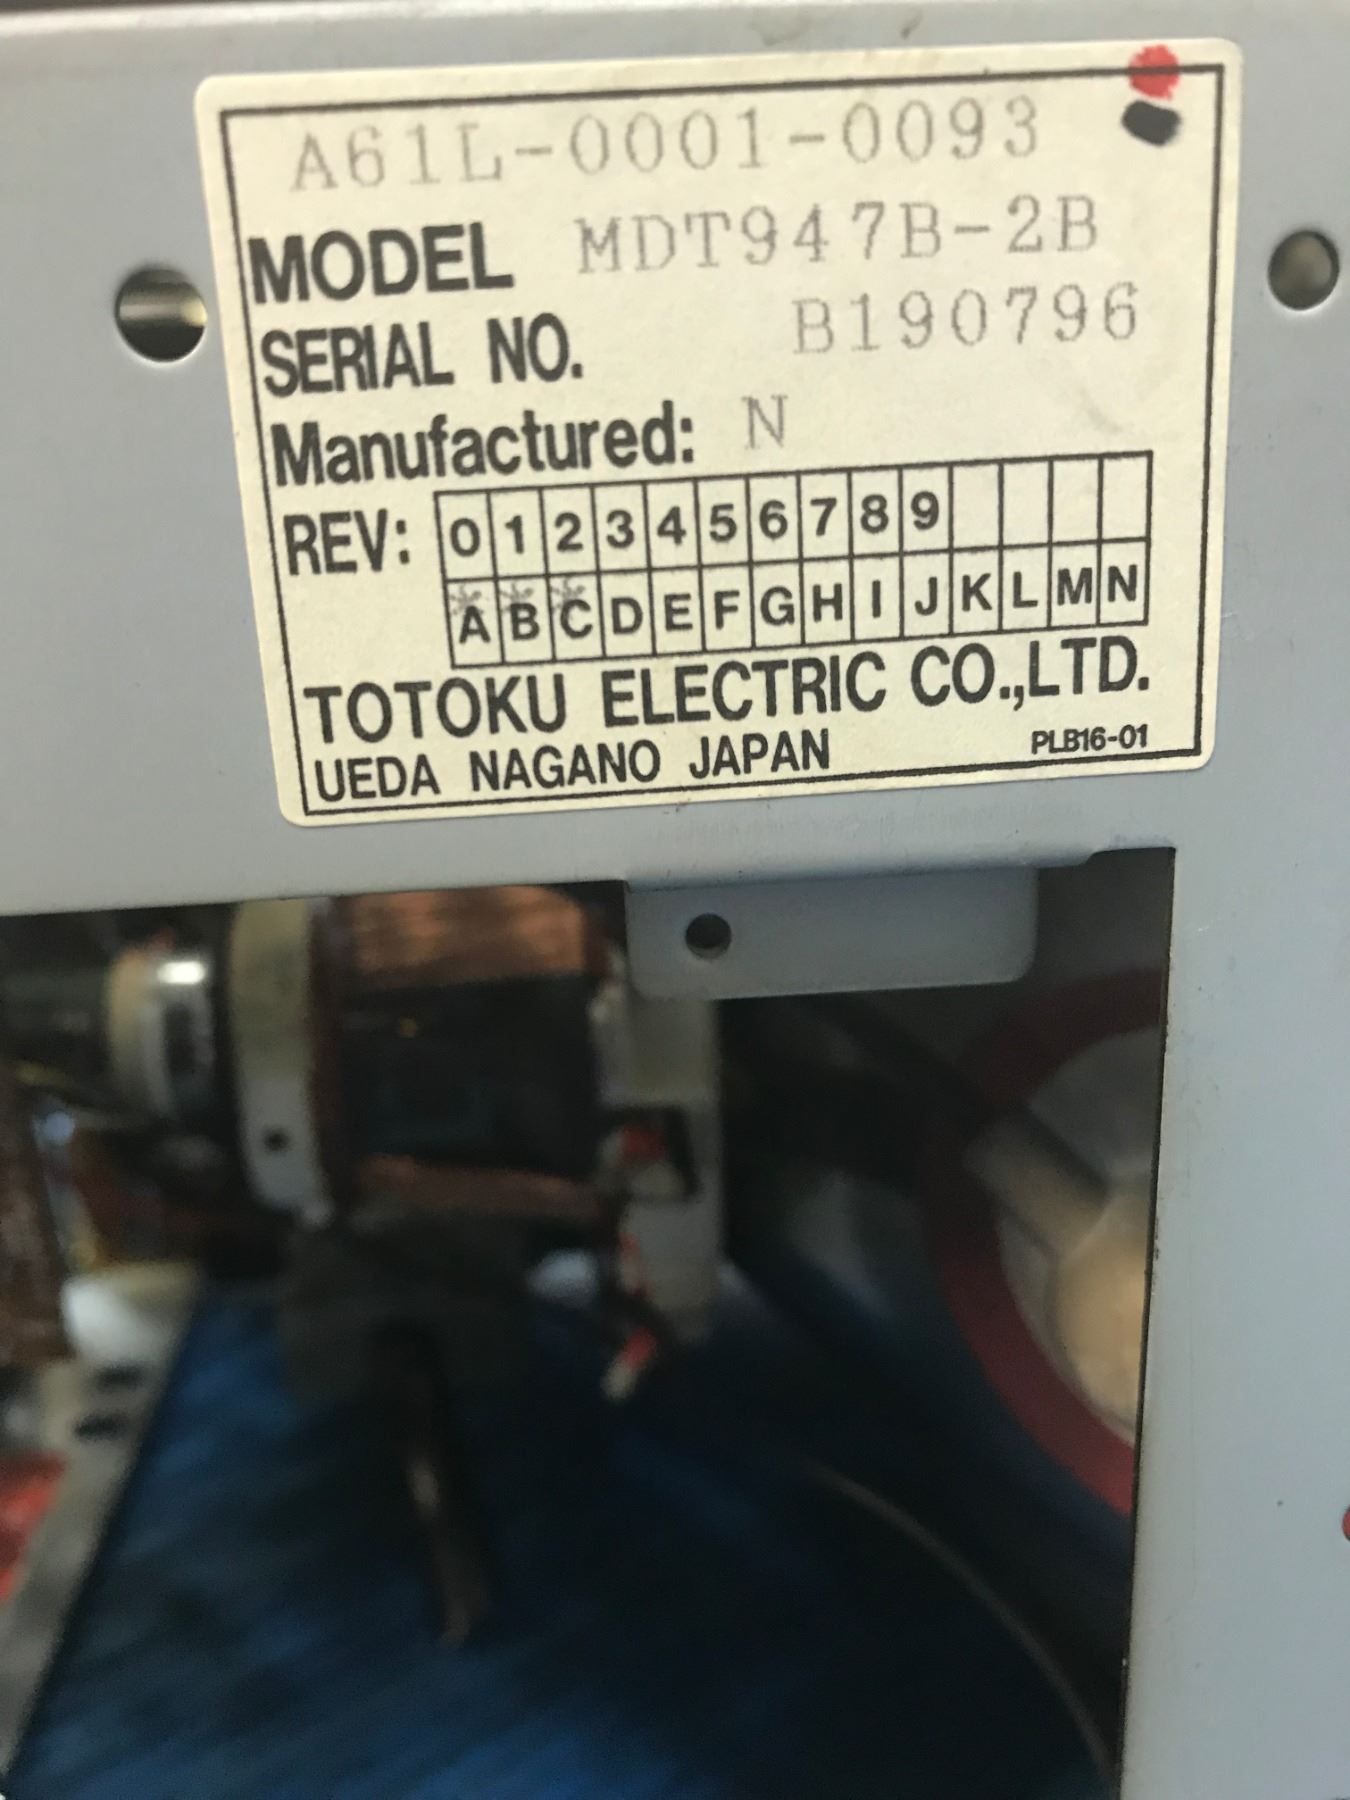 A61L-0001-0093
MODEL MDT947B-2B
SERIAL NO. B190796
Manufactured: N
REV: 0 1 2 3 4 5 6 7 8 9
A B C D E F G H I J K L M N
TOTOKU ELECTRIC CO.,LTD.
UEDA NAGANO JAPAN PLB16-01